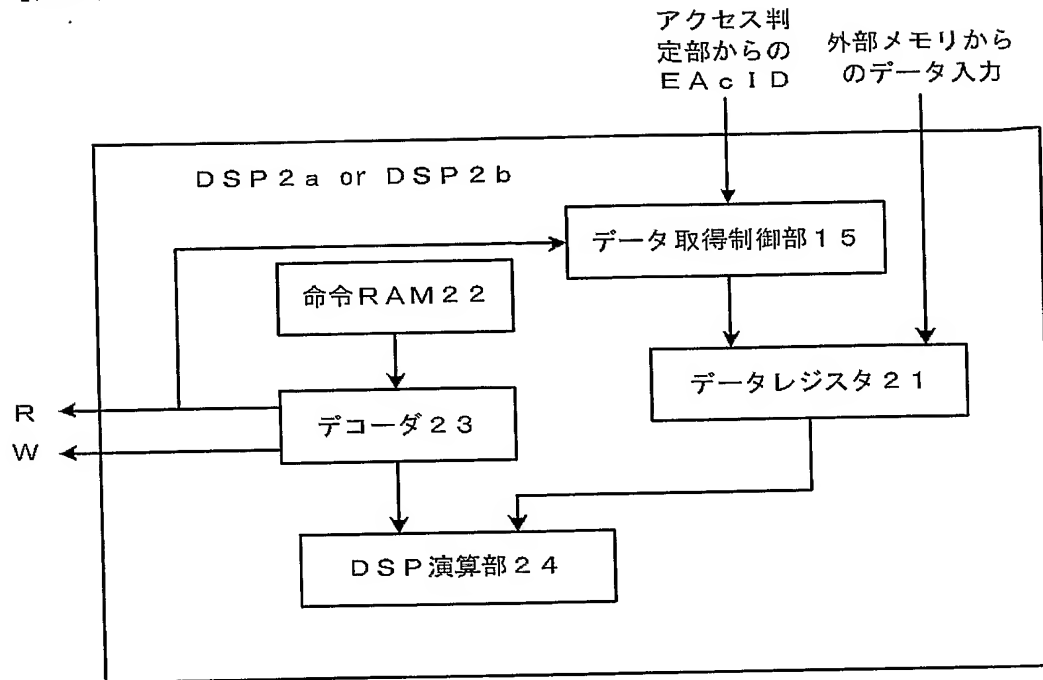 アクセス判
定部からの
EAcID
外部メモリから
のデータ入力
DSP2a or DSP2b
データ取得制御部15
命令RAM22
データレジスタ21
R
デコーダ23
W
DSP演算部24